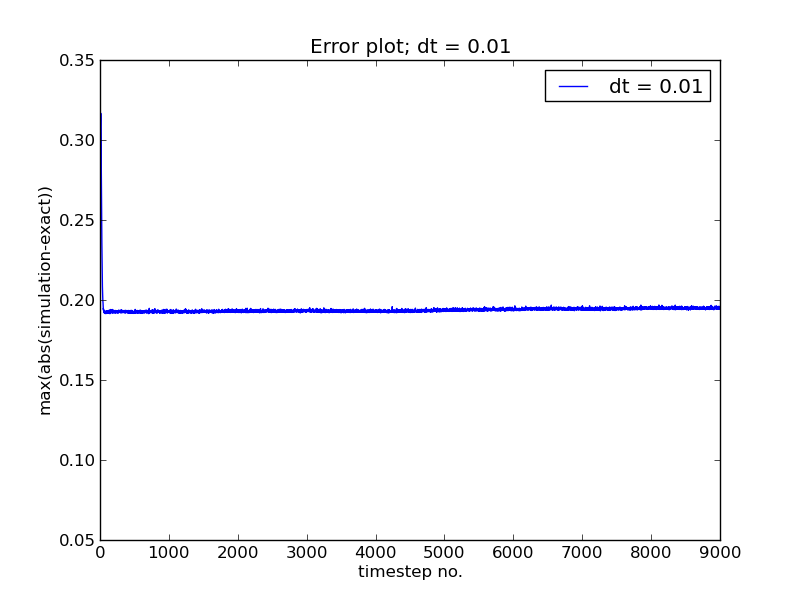 Error plot; dt = 0.01
dt = 0.01
max(abs(simulation-exact))
0.35
0.30
0.25
0.20
0.15
0.10
0.05
0 1000 2000 3000 4000 5000 6000 7000 8000 9000
timestep no.